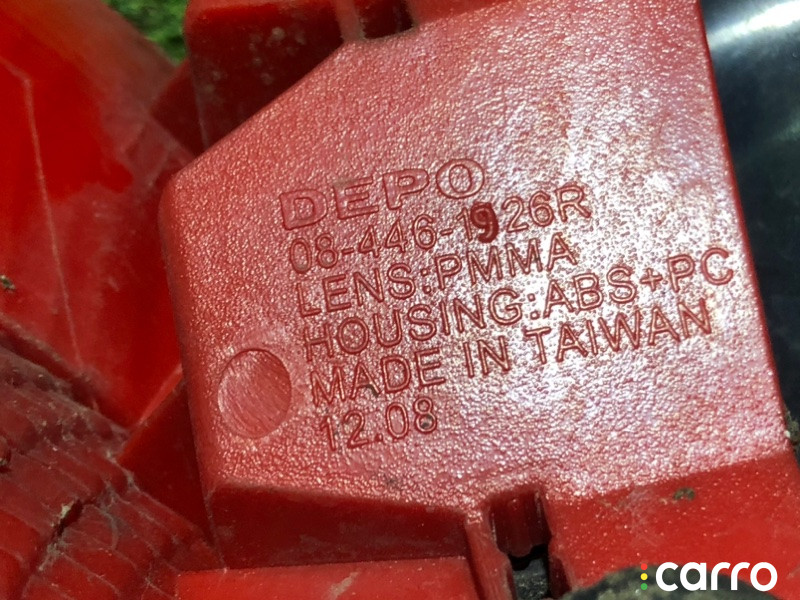 DEPO
08-446-1926R
LENS:PMMA
HOUSING:ABS+PC
MADE IN TAIWAN
12.08
carro